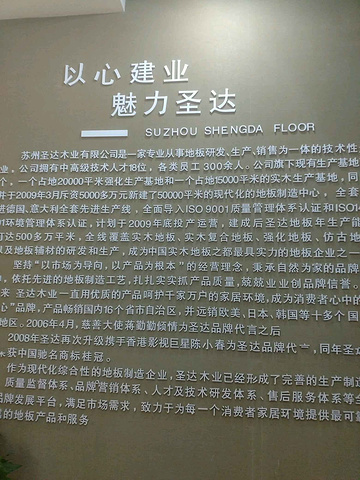 以心建业
魅力圣达
SUZHOU SHENGDA FLOOR
苏州圣达木业有限公司是一家专业从事地板研发、生产、销售为一体的技术性
业。公司拥有中高级技术人才18位，各类员工300余人。公司旗下现有生产基地
个，一个占地20000平米强化生产基地和一个占地15000平米的实木生产基地，同
并于2009年3月斥资5000多万元新建了50000平米的现代化的地板制造中心，全套
进德国、意大利全套先进生产线，全面导入ISO9001质量管理体系认证和ISO14
01环境管理体系认证，计划于2009年底投产运营，建成后圣达地板年生产能
可达500多万平米，全线覆盖实木地板、实木复合地板、强化地板、仿古地
以及地板辅材的研发和生产，成为中国实木地板之都最具实力的地板企业之一
坚持“以市场为导向，以产品为根本”的经营理念，秉承自然为家的品牌
，依托先进的地板制造工艺，扎扎实实抓产品质量，兢兢业业创品牌信誉。
来 圣达木业一直用优质的产品呵护千家万户的家居环境，成为消费者心中的
心”品牌，产品畅销国内16个省市自治区，并远销欧美、日本、韩国等十多个国
地区。2006年4月，慈善大使蒋勤勤倾情为圣达品牌代言之后
2008年圣达再次升级携手香港影视巨星陈小春为圣达品牌代言，同年圣
获中国驰名商标桂冠。
作为现代化综合性的地板制造企业，圣达木业已经形成了完善的生产制
质量监督体系、品牌营销体系、人才及技术研发体系、售后服务体系等
品牌发展平台，满足市场需求，致力于为每一个消费者家居环境提供最可
的地板产品和服务